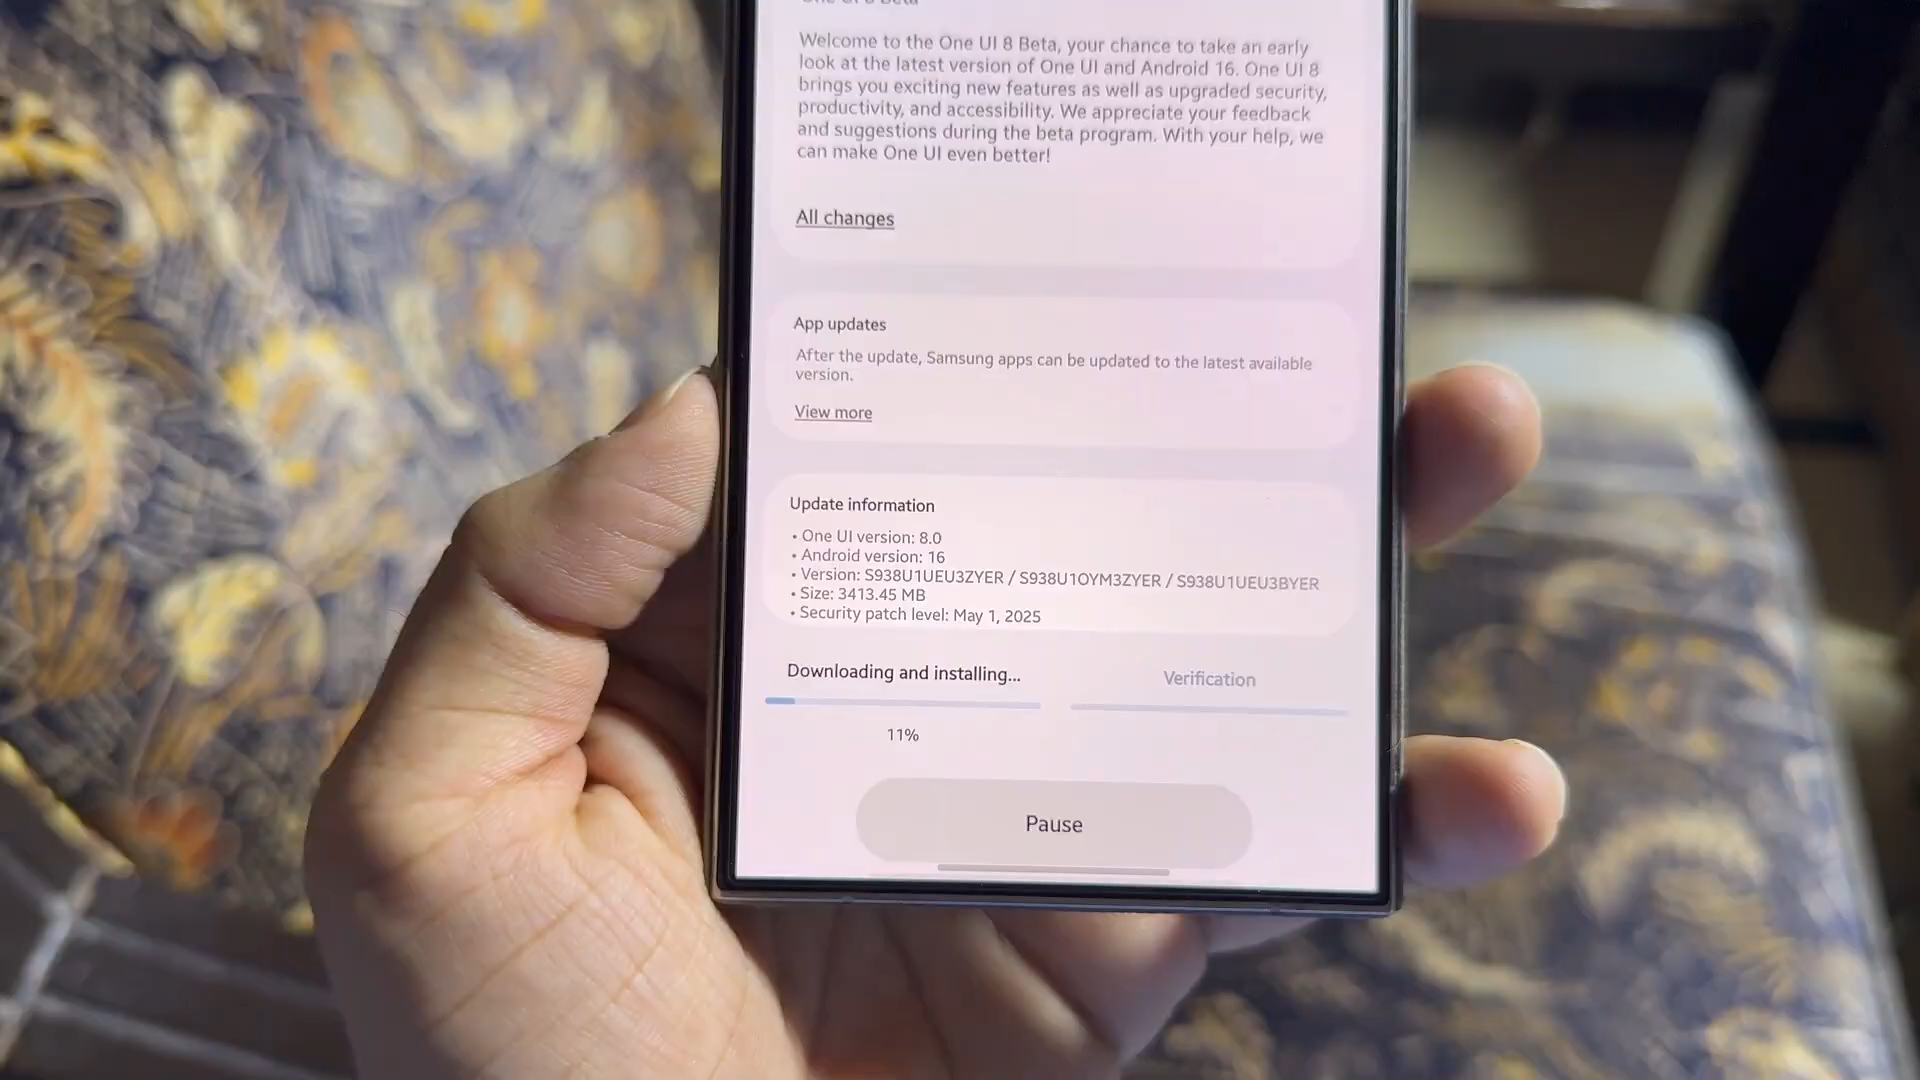 One UI 8 Beta
Welcome to the One UI 8 Beta, your chance to take an early
look at the latest version of One UI and Android 16. One UI 8
brings you exciting new features as well as upgraded security,
productivity, and accessibility. We appreciate your feedback
and suggestions during the beta program. With your help, we
can make One UI even better!
All changes
App updates
After the update, Samsung apps can be updated to the latest available
version.
View more
Update information
• One UI version: 8.0
• Android version: 16
• Version: S938U1UEU3ZYER / S938U1OYM3ZYER / S938U1UEU3BYER
• Size: 3413.45 MB
• Security patch level: May 1, 2025
Downloading and installing...
Verification
11%
Pause